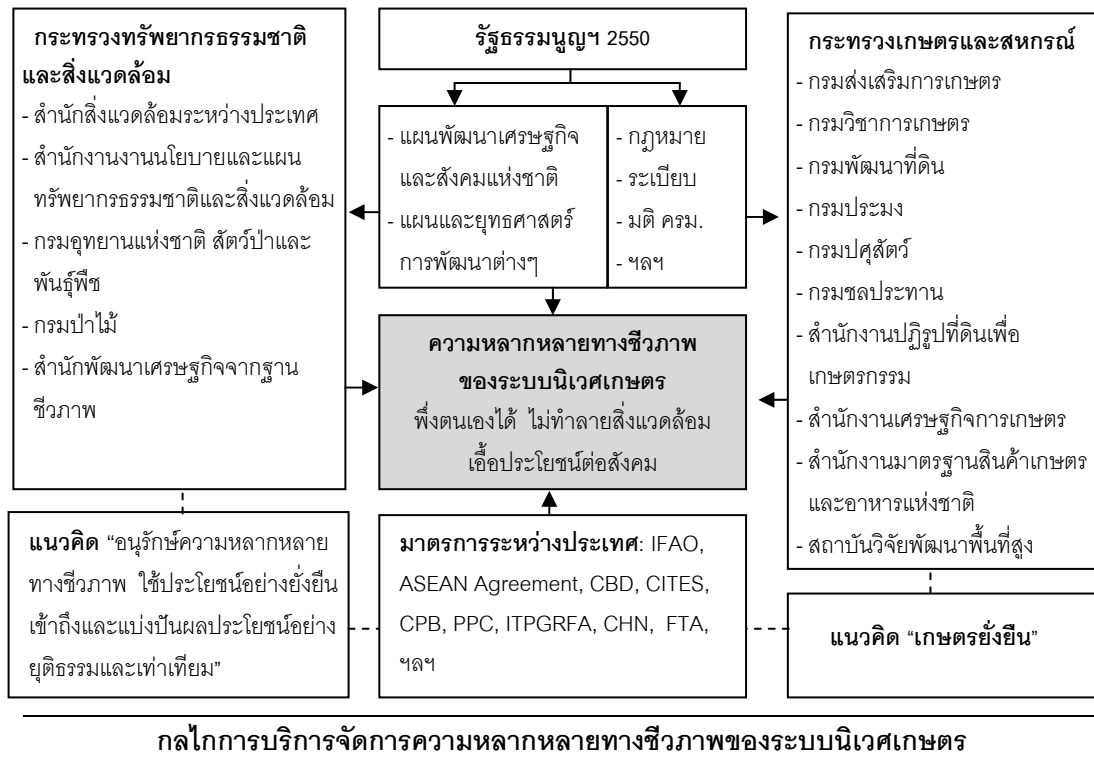 กระทรวงทรัพยากรธรรมชาติ
และสิ่งแวดล้อม
- สำนักสิ่งแวดล้อมระหว่างประเทศ
- สำนักงานงานนโยบายและแผน
ทรัพยากรธรรมชาติและสิ่งแวดล้อม
- กรมอุทยานแห่งชาติ สัตว์ป่าและ
พันธุ์พืช
- กรมป่าไม้
- สำนักพัฒนาเศรษฐกิจจากฐาน
ชีวภาพ
รัฐธรรมนูญฯ 2550
- แผนพัฒนาเศรษฐกิจ
และสังคมแห่งชาติ
- แผนและยุทธศาสตร์
การพัฒนาต่างๆ
- กฎหมาย
- ระเบียบ
- มติ ครม.
- ฯลฯ
กระทรวงเกษตรและสหกรณ์
- กรมส่งเสริมการเกษตร
- กรมวิชาการเกษตร
- กรมพัฒนาที่ดิน
- กรมประมง
- กรมปศุสัตว์
- กรมชลประทาน
- สำนักงานปฏิรูปที่ดินเพื่อ
เกษตรกรรม
- สำนักงานเศรษฐกิจการเกษตร
- สำนักงานมาตรฐานสินค้าเกษตร
และอาหารแห่งชาติ
- สถาบันวิจัยพัฒนาพื้นที่สูง
ความหลากหลายทางชีวภาพ
ของระบบนิเวศเกษตร
พึ่งตนเองได้ ไม่ทำลายสิ่งแวดล้อม
เอื้อประโยชน์ต่อสังคม
แนวคิด “อนุรักษ์ความหลากหลาย
ทางชีวภาพ ใช้ประโยชน์อย่างยั่งยืน
เข้าถึงและแบ่งปันผลประโยชน์อย่าง
ยุติธรรมและเท่าเทียม”
มาตรการระหว่างประเทศ: IFAO,
ASEAN Agreement, CBD, CITES,
CPB, PPC, ITPGRFA, CHN, FTA,
ฯลฯ
แนวคิด “เกษตรยั่งยืน”
กลไกการบริการจัดการความหลากหลายทางชีวภาพของระบบนิเวศเกษตร